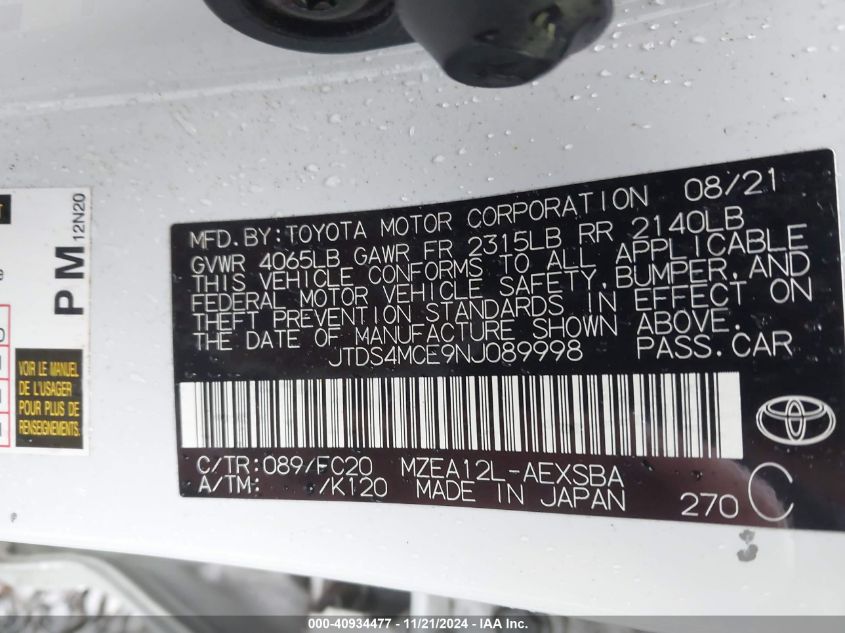 MFD.BY:TOYOTA MOTOR CORPORATION 08/21
GVWR 4065LB GAWR FR 2315LB RR 2140LB
THIS VEHICLE CONFORMS TO ALL APPLICABLE
FEDERAL MOTOR VEHICLE SAFETY,BUMPER,AND
THEFT PREVENTION STANDARDS IN EFFECT ON
THE DATE OF MANUFACTURE SHOWN ABOVE.
JTDS4MCE9NJ089998 PASS.CAR
C/TR:089/FC20 MZEA12L-AEXSBA
A/TM: /K120 MADE IN JAPAN 270 C
PM 12N20
VOIR LE MANUEL
DE L'USAGER
POUR PLUS DE
RENSEIGNEMENTS.
000-40934477 - 11/21/2024 - IAAI.com